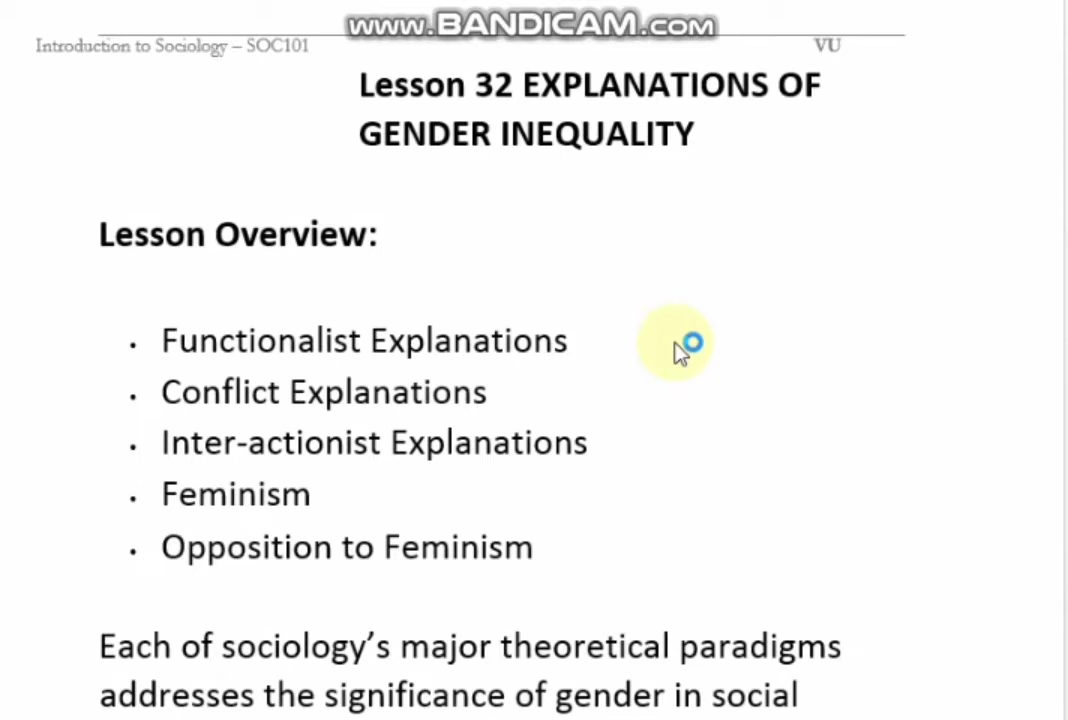 www.BANDICAM.com
Introduction to Sociology – SOC101 VU
Lesson 32 EXPLANATIONS OF
GENDER INEQUALITY
Lesson Overview:
• Functionalist Explanations
• Conflict Explanations
• Inter-actionist Explanations
• Feminism
• Opposition to Feminism
Each of sociology’s major theoretical paradigms
addresses the significance of gender in social